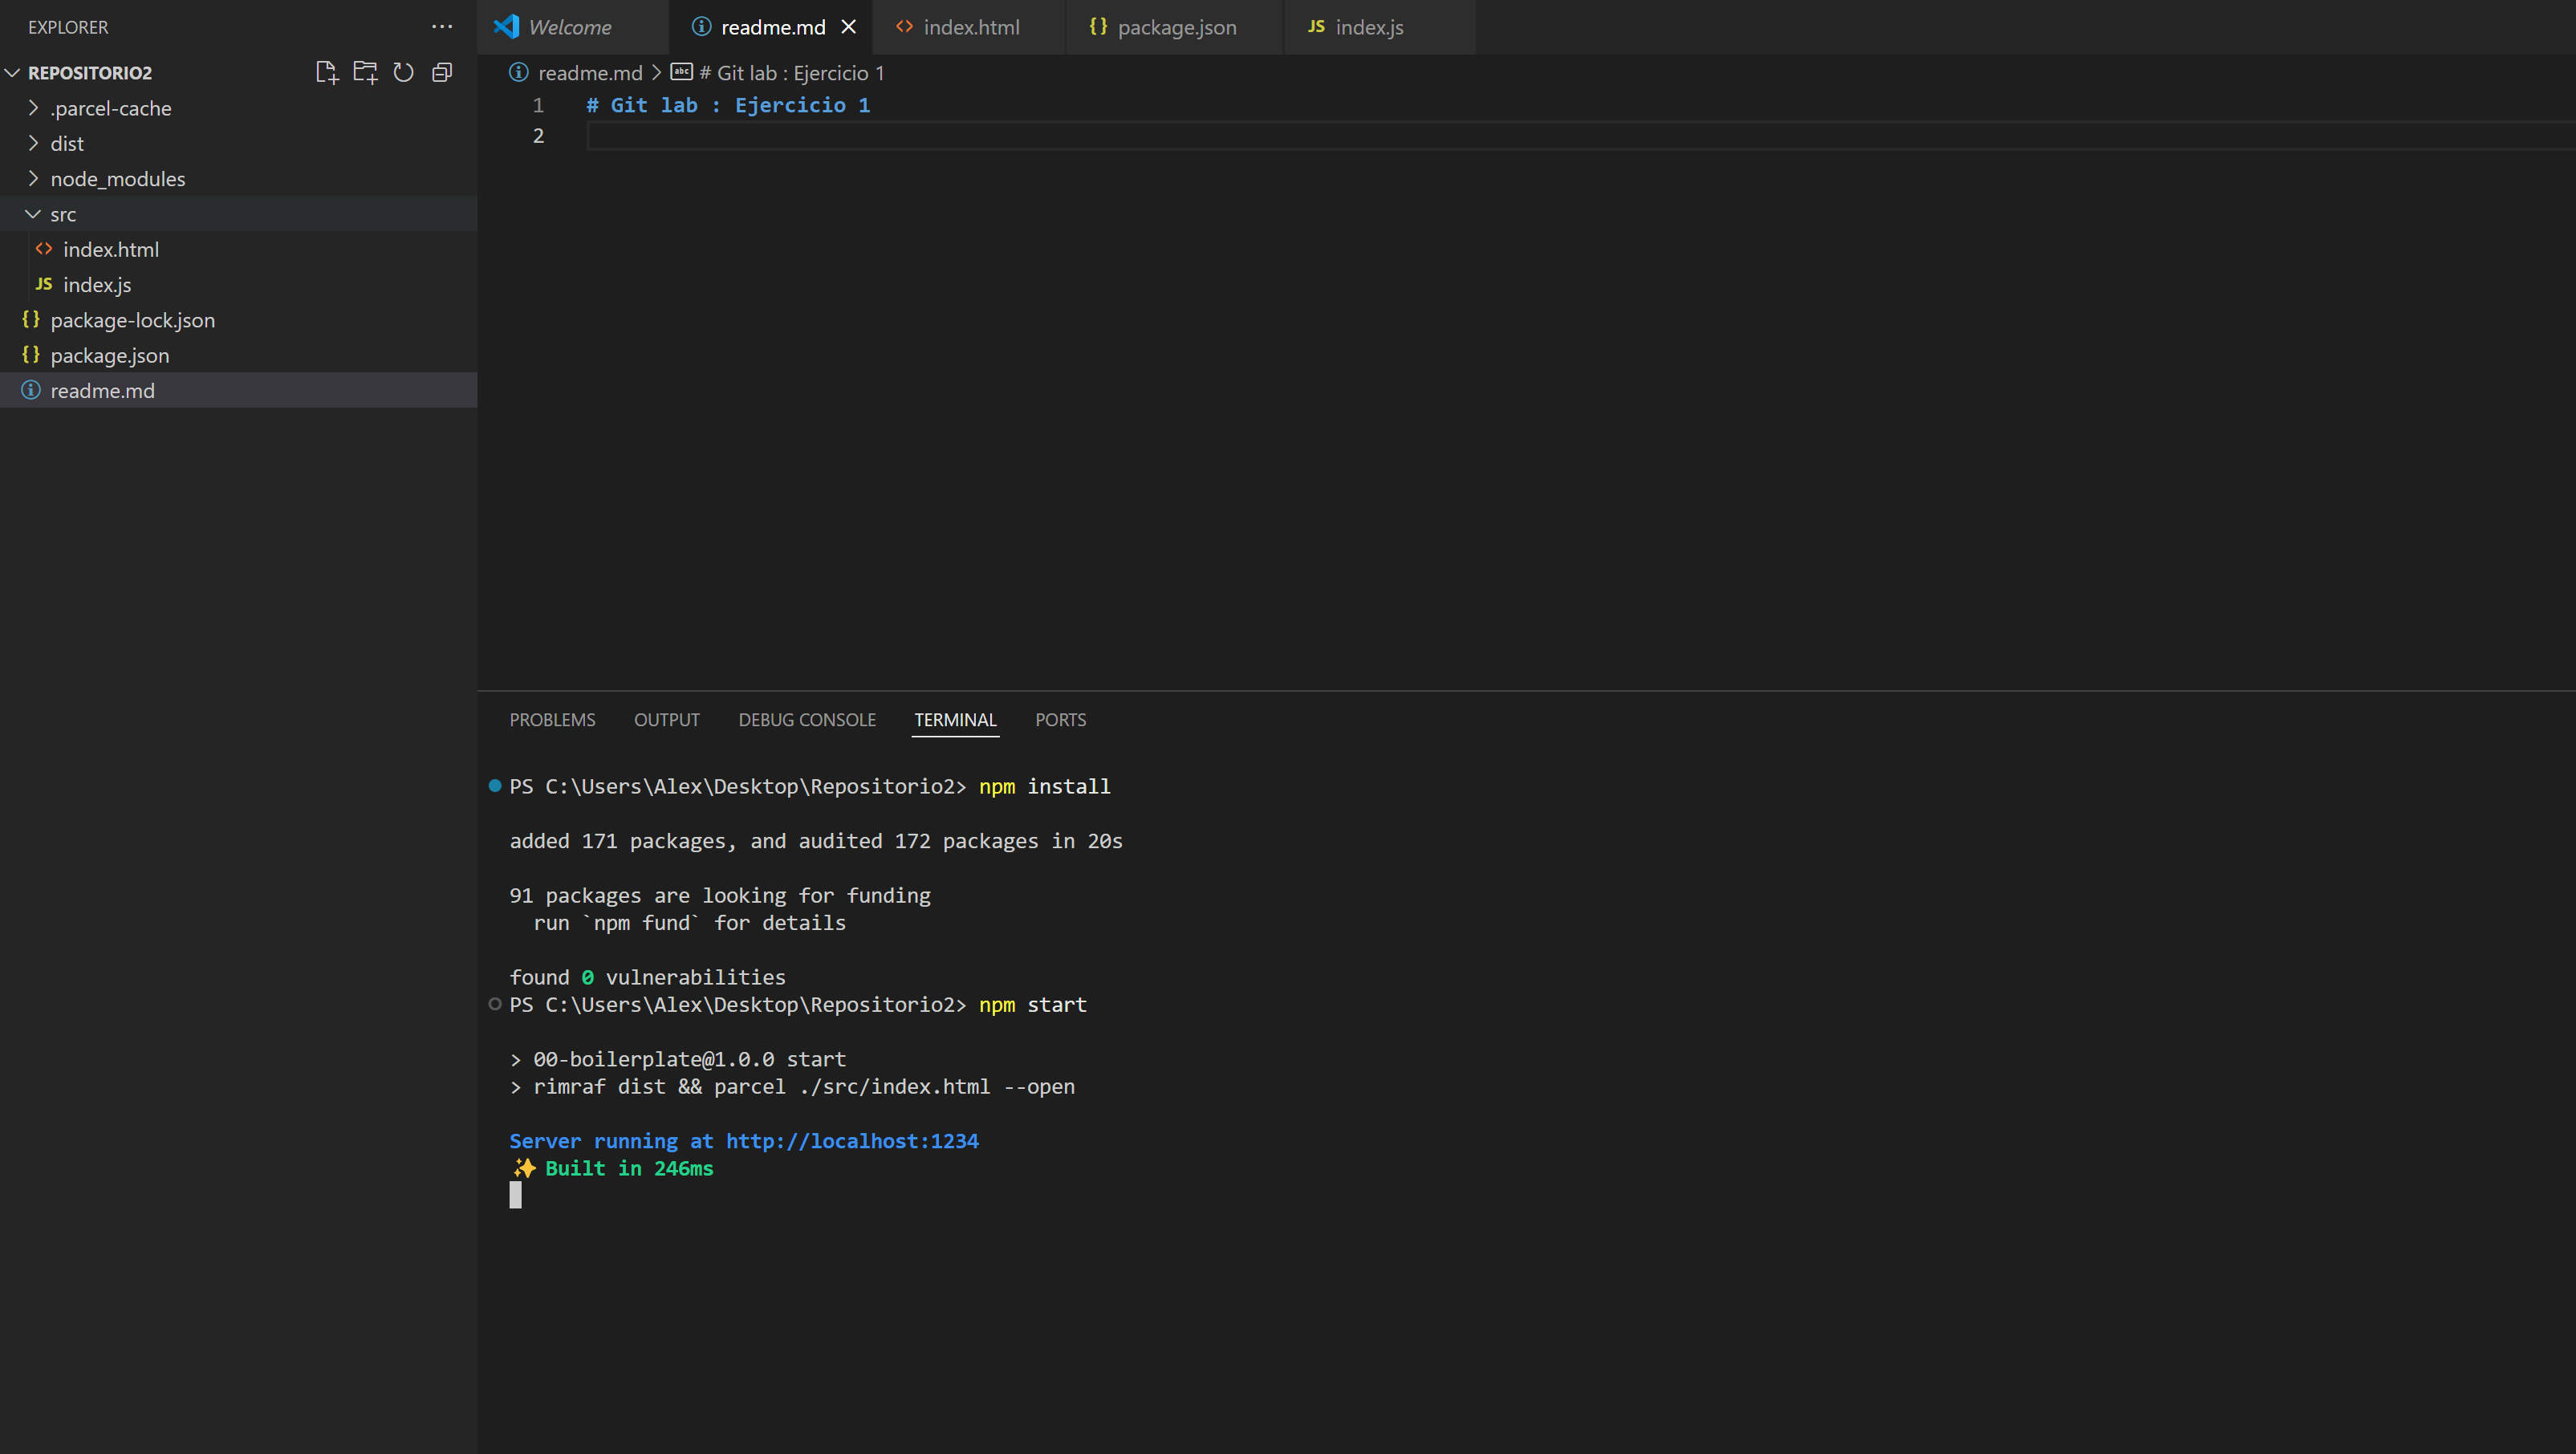 EXPLORER
REPOSITORIO2
.parcel-cache
dist
node_modules
src
index.html
JS index.js
{} package-lock.json
{} package.json
readme.md
Welcome
readme.md
index.html
{} package.json
JS index.js
readme.md > abc # Git lab : Ejercicio 1
1 # Git lab : Ejercicio 1
2
PROBLEMS OUTPUT DEBUG CONSOLE TERMINAL PORTS
PS C:\Users\Alex\Desktop\Repositorio2> npm install
added 171 packages, and audited 172 packages in 20s
91 packages are looking for funding
run `npm fund` for details
found 0 vulnerabilities
PS C:\Users\Alex\Desktop\Repositorio2> npm start
> 00-boilerplate@1.0.0 start
> rimraf dist && parcel ./src/index.html --open
Server running at http://localhost:1234
✨ Built in 246ms